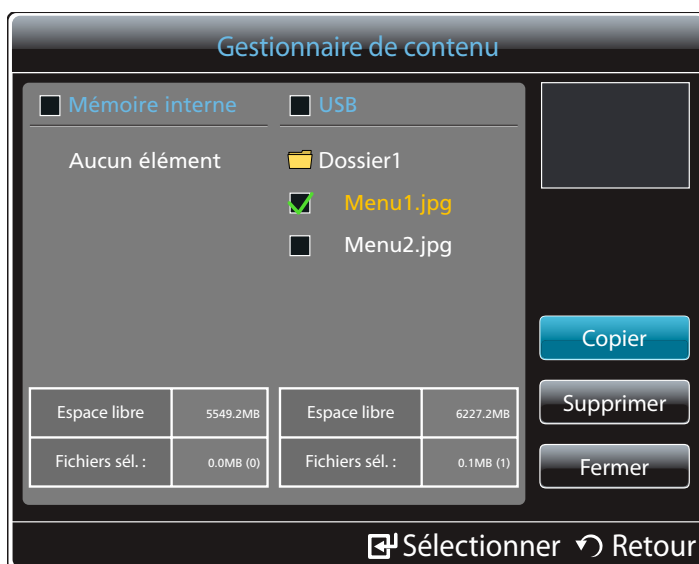 Gestionnaire de contenu
Mémoire interne
Aucun élément
USB
Dossier1
Menu1.jpg
Menu2.jpg
Espace libre 5549.2MB
Fichiers sél. : 0.0MB (0)
Espace libre 6227.2MB
Fichiers sél. : 0.1MB (1)
Copier
Supprimer
Fermer
Sélectionner Retour